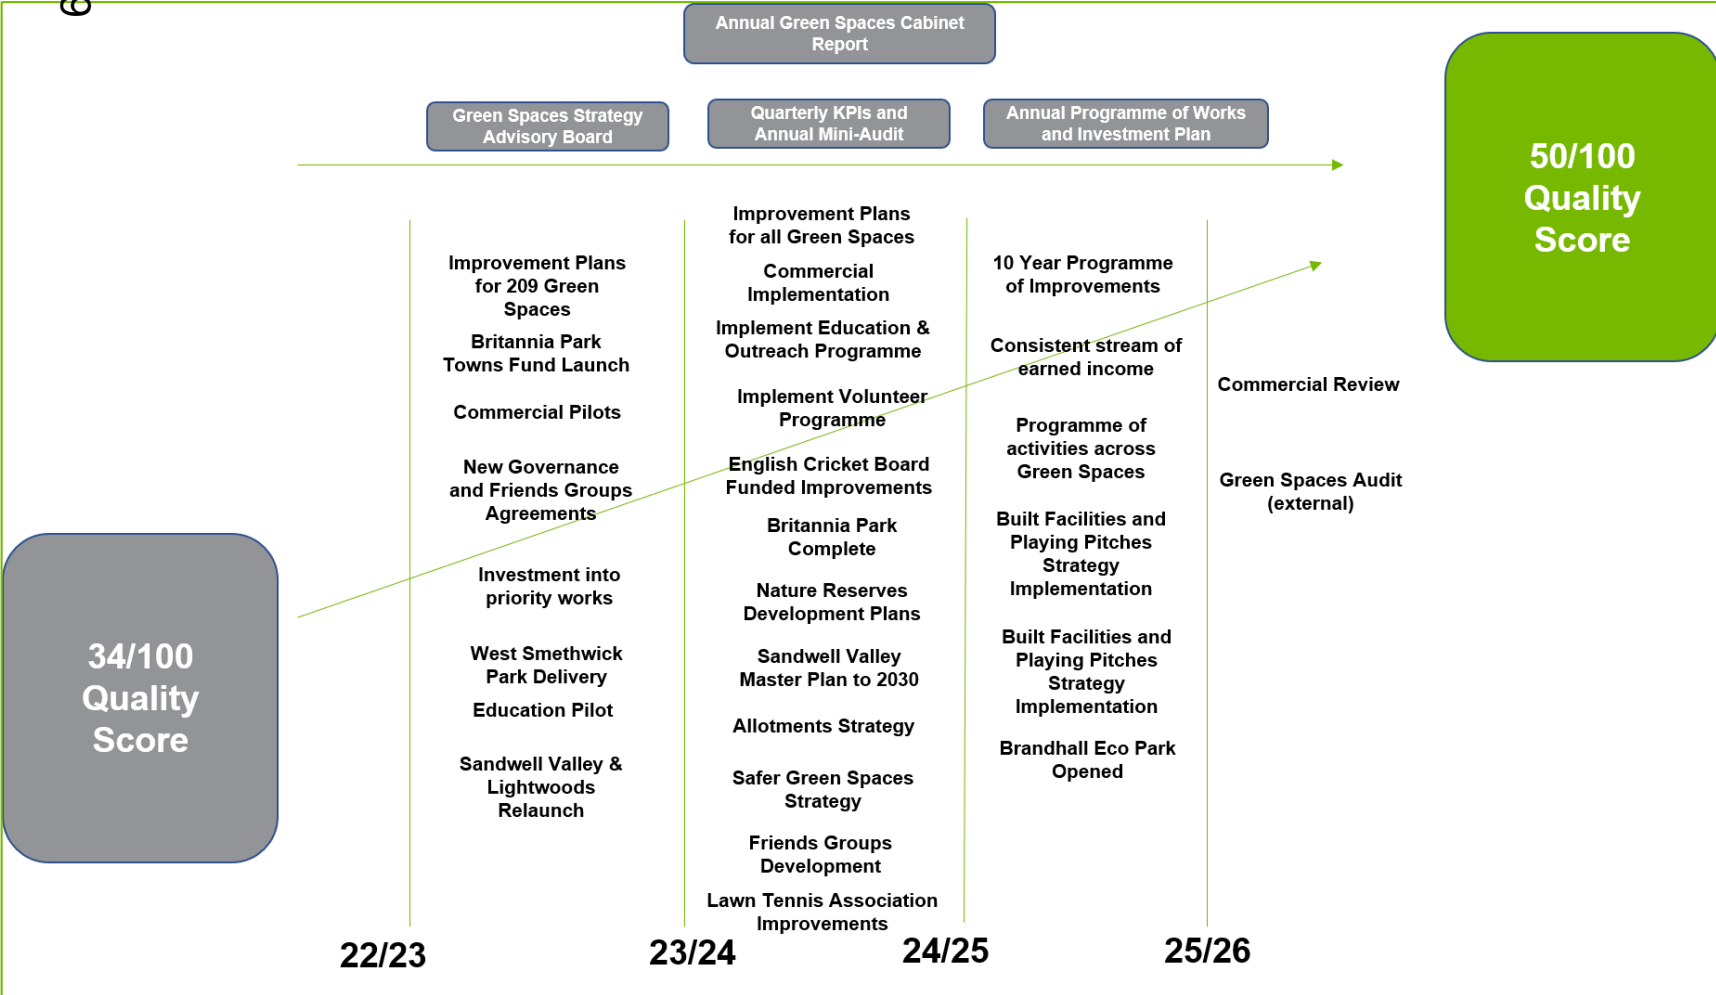 9
Annual Green Spaces Cabinet
Report
Green Spaces Strategy
Advisory Board
Quarterly KPIs and
Annual Mini-Audit
Annual Programme of Works
and Investment Plan
50/100
Quality
Score
34/100
Quality
Score
Improvement Plans
for 209 Green
Spaces
Britannia Park
Towns Fund Launch
Commercial Pilots
New Governance
and Friends Groups
Agreements
Investment into
priority works
West Smethwick
Park Delivery
Education Pilot
Sandwell Valley &
Lightwoods
Relaunch
Improvement Plans
for all Green Spaces
Commercial
Implementation
Implement Education &
Outreach Programme
Implement Volunteer
Programme
English Cricket Board
Funded Improvements
Britannia Park
Complete
Nature Reserves
Development Plans
Sandwell Valley
Master Plan to 2030
Allotments Strategy
Safer Green Spaces
Strategy
Friends Groups
Development
Lawn Tennis Association
Improvements
10 Year Programme
of Improvements
Consistent stream of
earned income
Programme of
activities across
Green Spaces
Built Facilities and
Playing Pitches
Strategy
Implementation
Built Facilities and
Playing Pitches
Strategy
Implementation
Brandhall Eco Park
Opened
Commercial Review
Green Spaces Audit
(external)
22/23
23/24
24/25
25/26